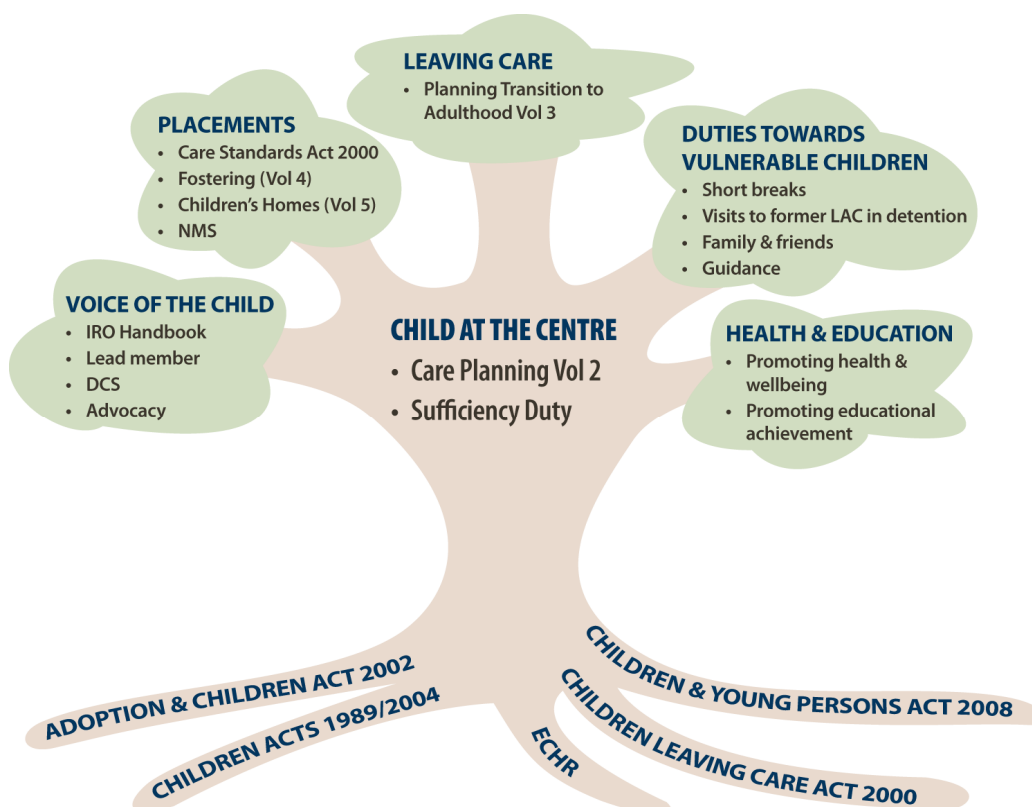 LEAVING CARE
• Planning Transition to
Adulthood Vol 3
PLACEMENTS
• Care Standards Act 2000
• Fostering (Vol 4)
• Children's Homes (Vol 5)
• NMS
DUTIES TOWARDS
VULNERABLE CHILDREN
• Short breaks
• Visits to former LAC in detention
• Family & friends
• Guidance
VOICE OF THE CHILD
• IRO Handbook
• Lead member
• DCS
• Advocacy
CHILD AT THE CENTRE
• Care Planning Vol 2
• Sufficiency Duty
HEALTH & EDUCATION
• Promoting health &
wellbeing
• Promoting educational
achievement
ADOPTION & CHILDREN ACT 2002
CHILDREN ACTS 1989/2004
ECHR
CHILDREN LEAVING CARE ACT 2000
CHILDREN & YOUNG PERSONS ACT 2008